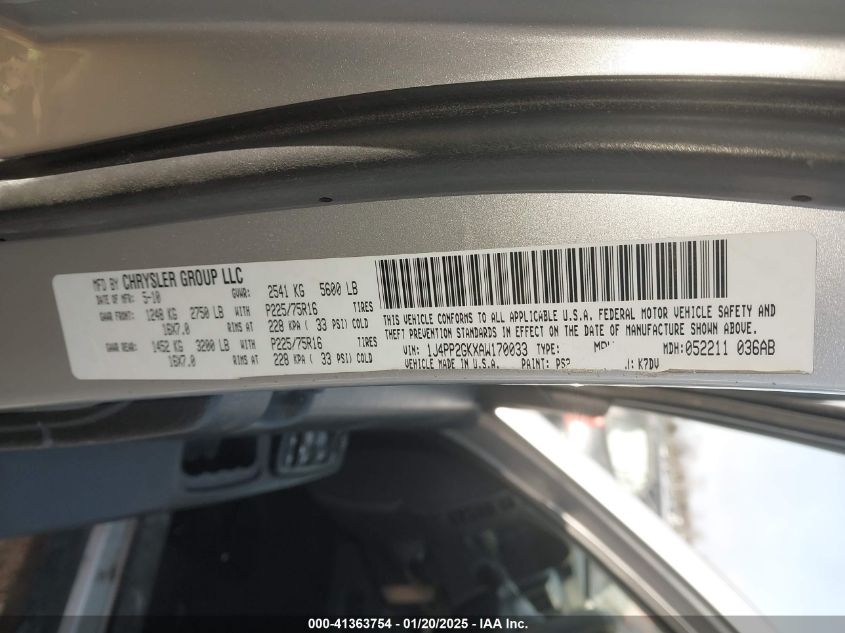 MFD BY CHRYSLER GROUP LLC
DATE OF MFR: 5-10 GVWR: 2541 KG 5600 LB
GAWR FRONT: 1248 KG 2750 LB WITH P225/75R16 TIRES
16X7.0 RIMS AT 228 KPA ( 33 PSI) COLD
GAWR REAR: 1452 KG 3200 LB WITH P225/75R16 TIRES
16X7.0 RIMS AT 228 KPA ( 33 PSI) COLD
THIS VEHICLE CONFORMS TO ALL APPLICABLE U.S.A. FEDERAL MOTOR VEHICLE SAFETY AND
THEFT PREVENTION STANDARDS IN EFFECT ON THE DATE OF MANUFACTURE SHOWN ABOVE.
VIN: 1J4PP2GKXAW170033 TYPE: MDH: 052211 036AB
VEHICLE MADE IN U.S.A. PAINT: K7DV
000-41363754 — 01/20/2025 — IAA Inc.